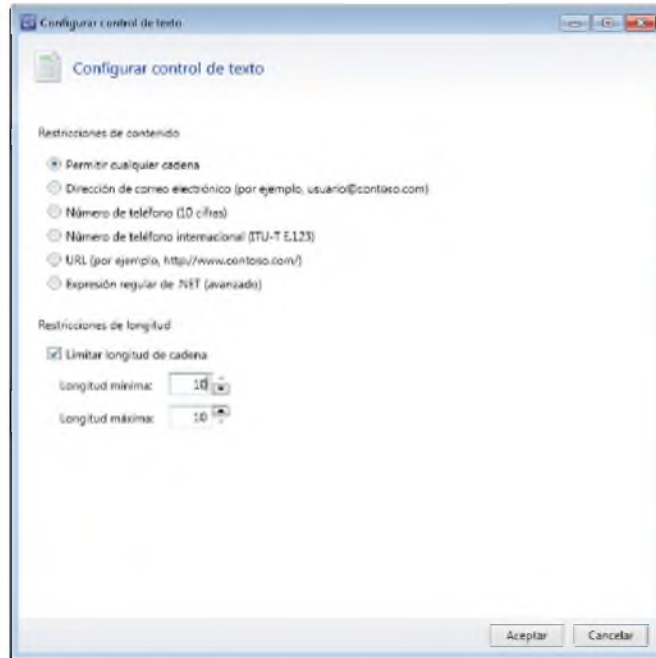 Configurar control de texto
Configurar control de texto
Restricciones de contenido
Permitir cualquier cadena
Dirección de correo electrónico (por ejemplo, usuario@contoso.com)
Número de teléfono (10 cifras)
Número de teléfono internacional (ITU-T E.123)
URL (por ejemplo, http://www.contoso.com/)
Expresión regular de .NET (avanzado)
Restricciones de longitud
Limitar longitud de cadena
Longitud mínima: 10
Longitud máxima: 10
Aceptar Cancelar